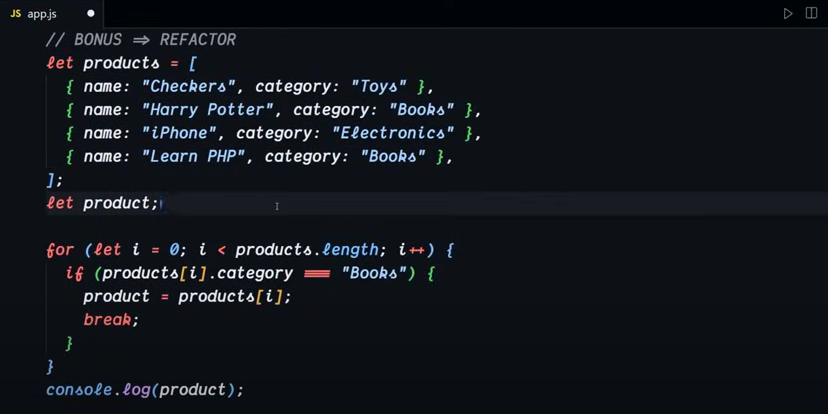 JS app.js
// BONUS => REFACTOR
let products = [
{ name: "Checkers", category: "Toys" },
{ name: "Harry Potter", category: "Books" },
{ name: "iPhone", category: "Electronics" },
{ name: "Learn PHP", category: "Books" },
];
let product;
for (let i = 0; i < products.length; i++) {
if (products[i].category === "Books") {
product = products[i];
break;
}
}
console.log(product);